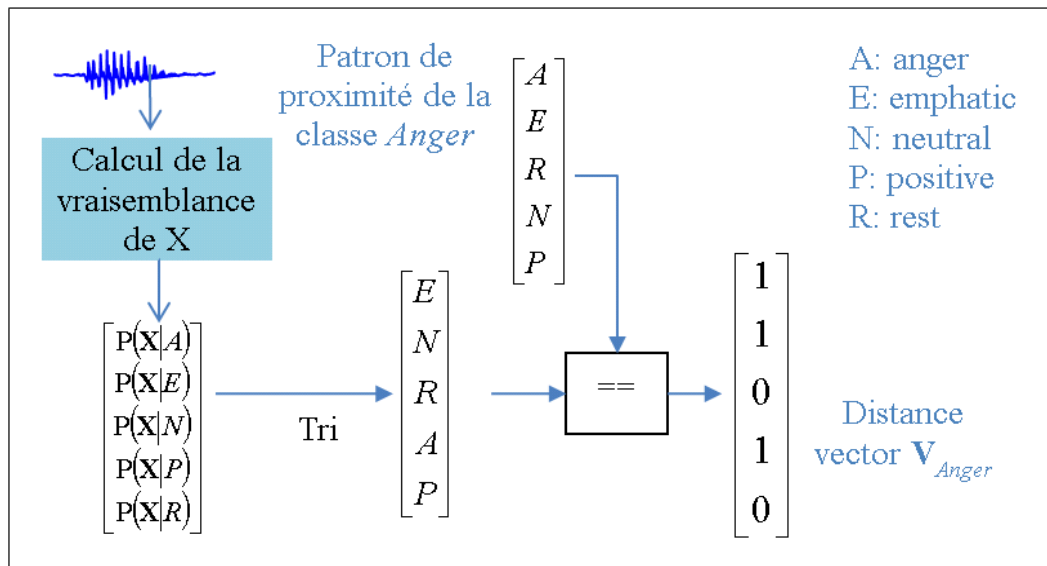 Patron de
proximité de la
classe Anger
A
E
R
N
P
A: anger
E: emphatic
N: neutral
P: positive
R: rest
Calcul de la
vraisemblance
de X
P(X|A)
P(X|E)
P(X|N)
P(X|P)
P(X|R)
Tri
E
N
R
A
P
==
1
1
0
1
0
Distance
vector V_Anger